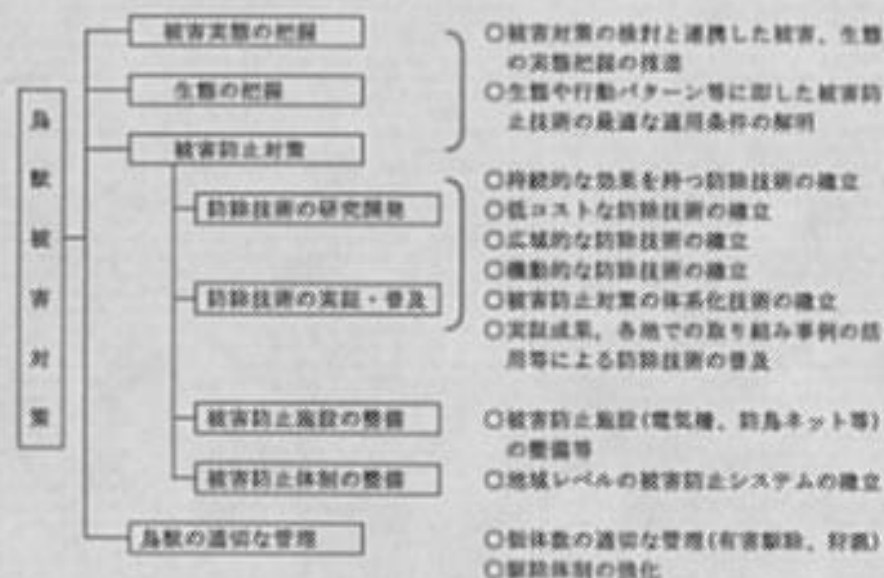 鳥獣被害対策
被害実態の把握
生態の把握
被害防止対策
防除技術の研究開発
防除技術の実証・普及
被害防止施設の整備
被害防止体制の整備
鳥獣の適切な管理
○被害対策の検討と連携した被害、生態
の実態把握の推進
○生態や行動パターン等に即した被害防
止技術の最適な適用条件の解明
○持続的な効果を持つ防除技術の確立
○低コストな防除技術の確立
○広域的な防除技術の確立
○機動的な防除技術の確立
○被害防止対策の体系化技術の確立
○実証成果、各地での取り組み事例の活
用等による防除技術の普及
○被害防止施設(電気柵、防鳥ネット等)
の整備等
○地域レベルの被害防止システムの確立
○個体数の適切な管理(有害駆除、狩猟)
○駆除体制の強化